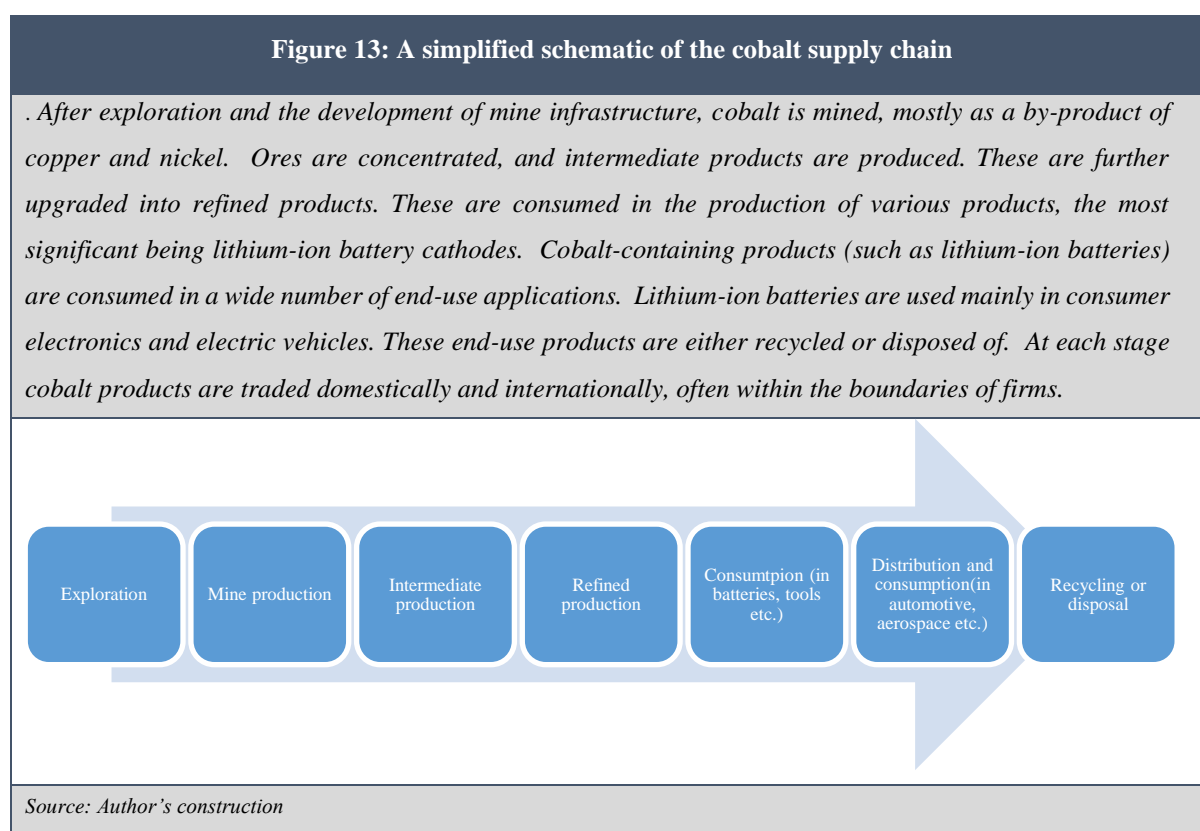 Figure 13: A simplified schematic of the cobalt supply chain
. After exploration and the development of mine infrastructure, cobalt is mined, mostly as a by-product of
copper and nickel. Ores are concentrated, and intermediate products are produced. These are further
upgraded into refined products. These are consumed in the production of various products, the most
significant being lithium-ion battery cathodes. Cobalt-containing products (such as lithium-ion batteries)
are consumed in a wide number of end-use applications. Lithium-ion batteries are used mainly in consumer
electronics and electric vehicles. These end-use products are either recycled or disposed of. At each stage
cobalt products are traded domestically and internationally, often within the boundaries of firms.
Exploration
Mine production
Intermediate
production
Refined
production
Consumtpion (in
batteries, tools
etc.)
Distribution and
consumption(in
automotive,
aerospace etc.)
Recycling or
disposal
Source: Author's construction